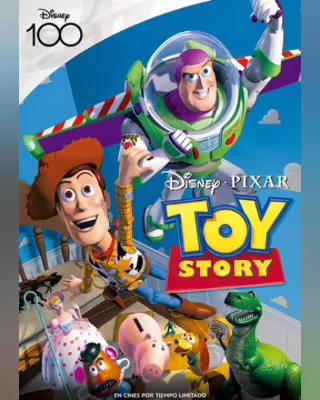 Disney
100
Disney · PIXAR
TOY
STORY
EN CINES POR TIEMPO LIMITADO